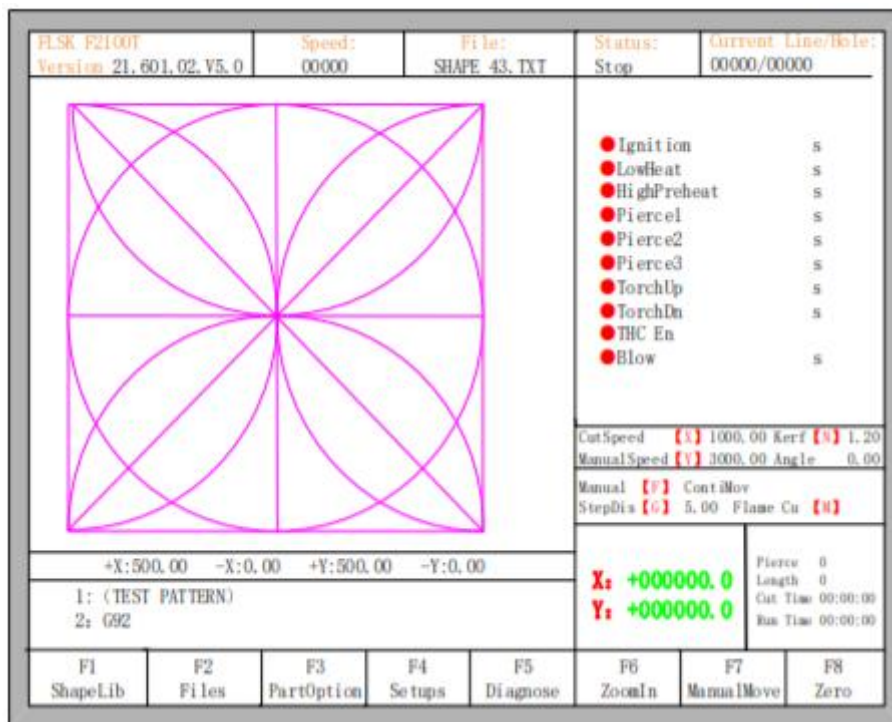 FLSK F2100T
Speed:
File:
Status:
Current Line/Hole:
Version 21.601.02.V5.0
00000
SHAPE 43.TXT
Stop
00000/00000
Ignition s
LowHeat s
HighPreheat s
Pierce1 s
Pierce2 s
Pierce3 s
TorchUp s
TorchDn s
THC En
Blow s
CutSpeed 【X】 1000.00 Kerf 【N】 1.20
ManualSpeed 【Y】 3000.00 Angle 0.00
Manual 【F】 ContiMov
StepDis 【G】 5.00 Flame Cu 【M】
+X:500.00 -X:0.00 +Y:500.00 -Y:0.00
1: (TEST PATTERN)
2: G92
X: +000000.0
Y: +000000.0
Pierce 0
Length 0
Cut Time 00:00:00
Run Time 00:00:00
F1 F2 F3 F4 F5 F6 F7 F8
ShapeLib Files PartOption Setups Diagnose ZoomIn ManualMove Zero